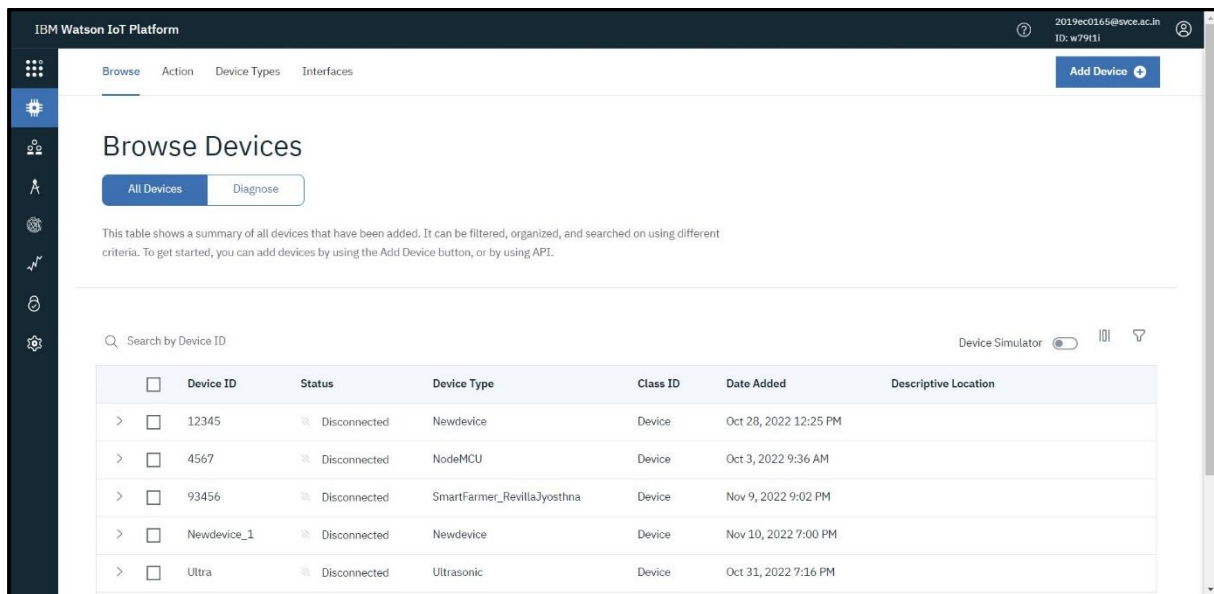 IBM Watson IoT Platform
2019ec0165@svce.ac.in
ID: w79t1i
Browse Action Device Types Interfaces
Add Device
Browse Devices
All Devices Diagnose
This table shows a summary of all devices that have been added. It can be filtered, organized, and searched on using different
criteria. To get started, you can add devices by using the Add Device button, or by using API.
Search by Device ID
Device Simulator
Device ID Status Device Type Class ID Date Added Descriptive Location
12345 Disconnected Newdevice Device Oct 28, 2022 12:25 PM
4567 Disconnected NodeMCU Device Oct 3, 2022 9:36 AM
93456 Disconnected SmartFarmer_RevillaJyosthna Device Nov 9, 2022 9:02 PM
Newdevice_1 Disconnected Newdevice Device Nov 10, 2022 7:00 PM
Ultra Disconnected Ultrasonic Device Oct 31, 2022 7:16 PM